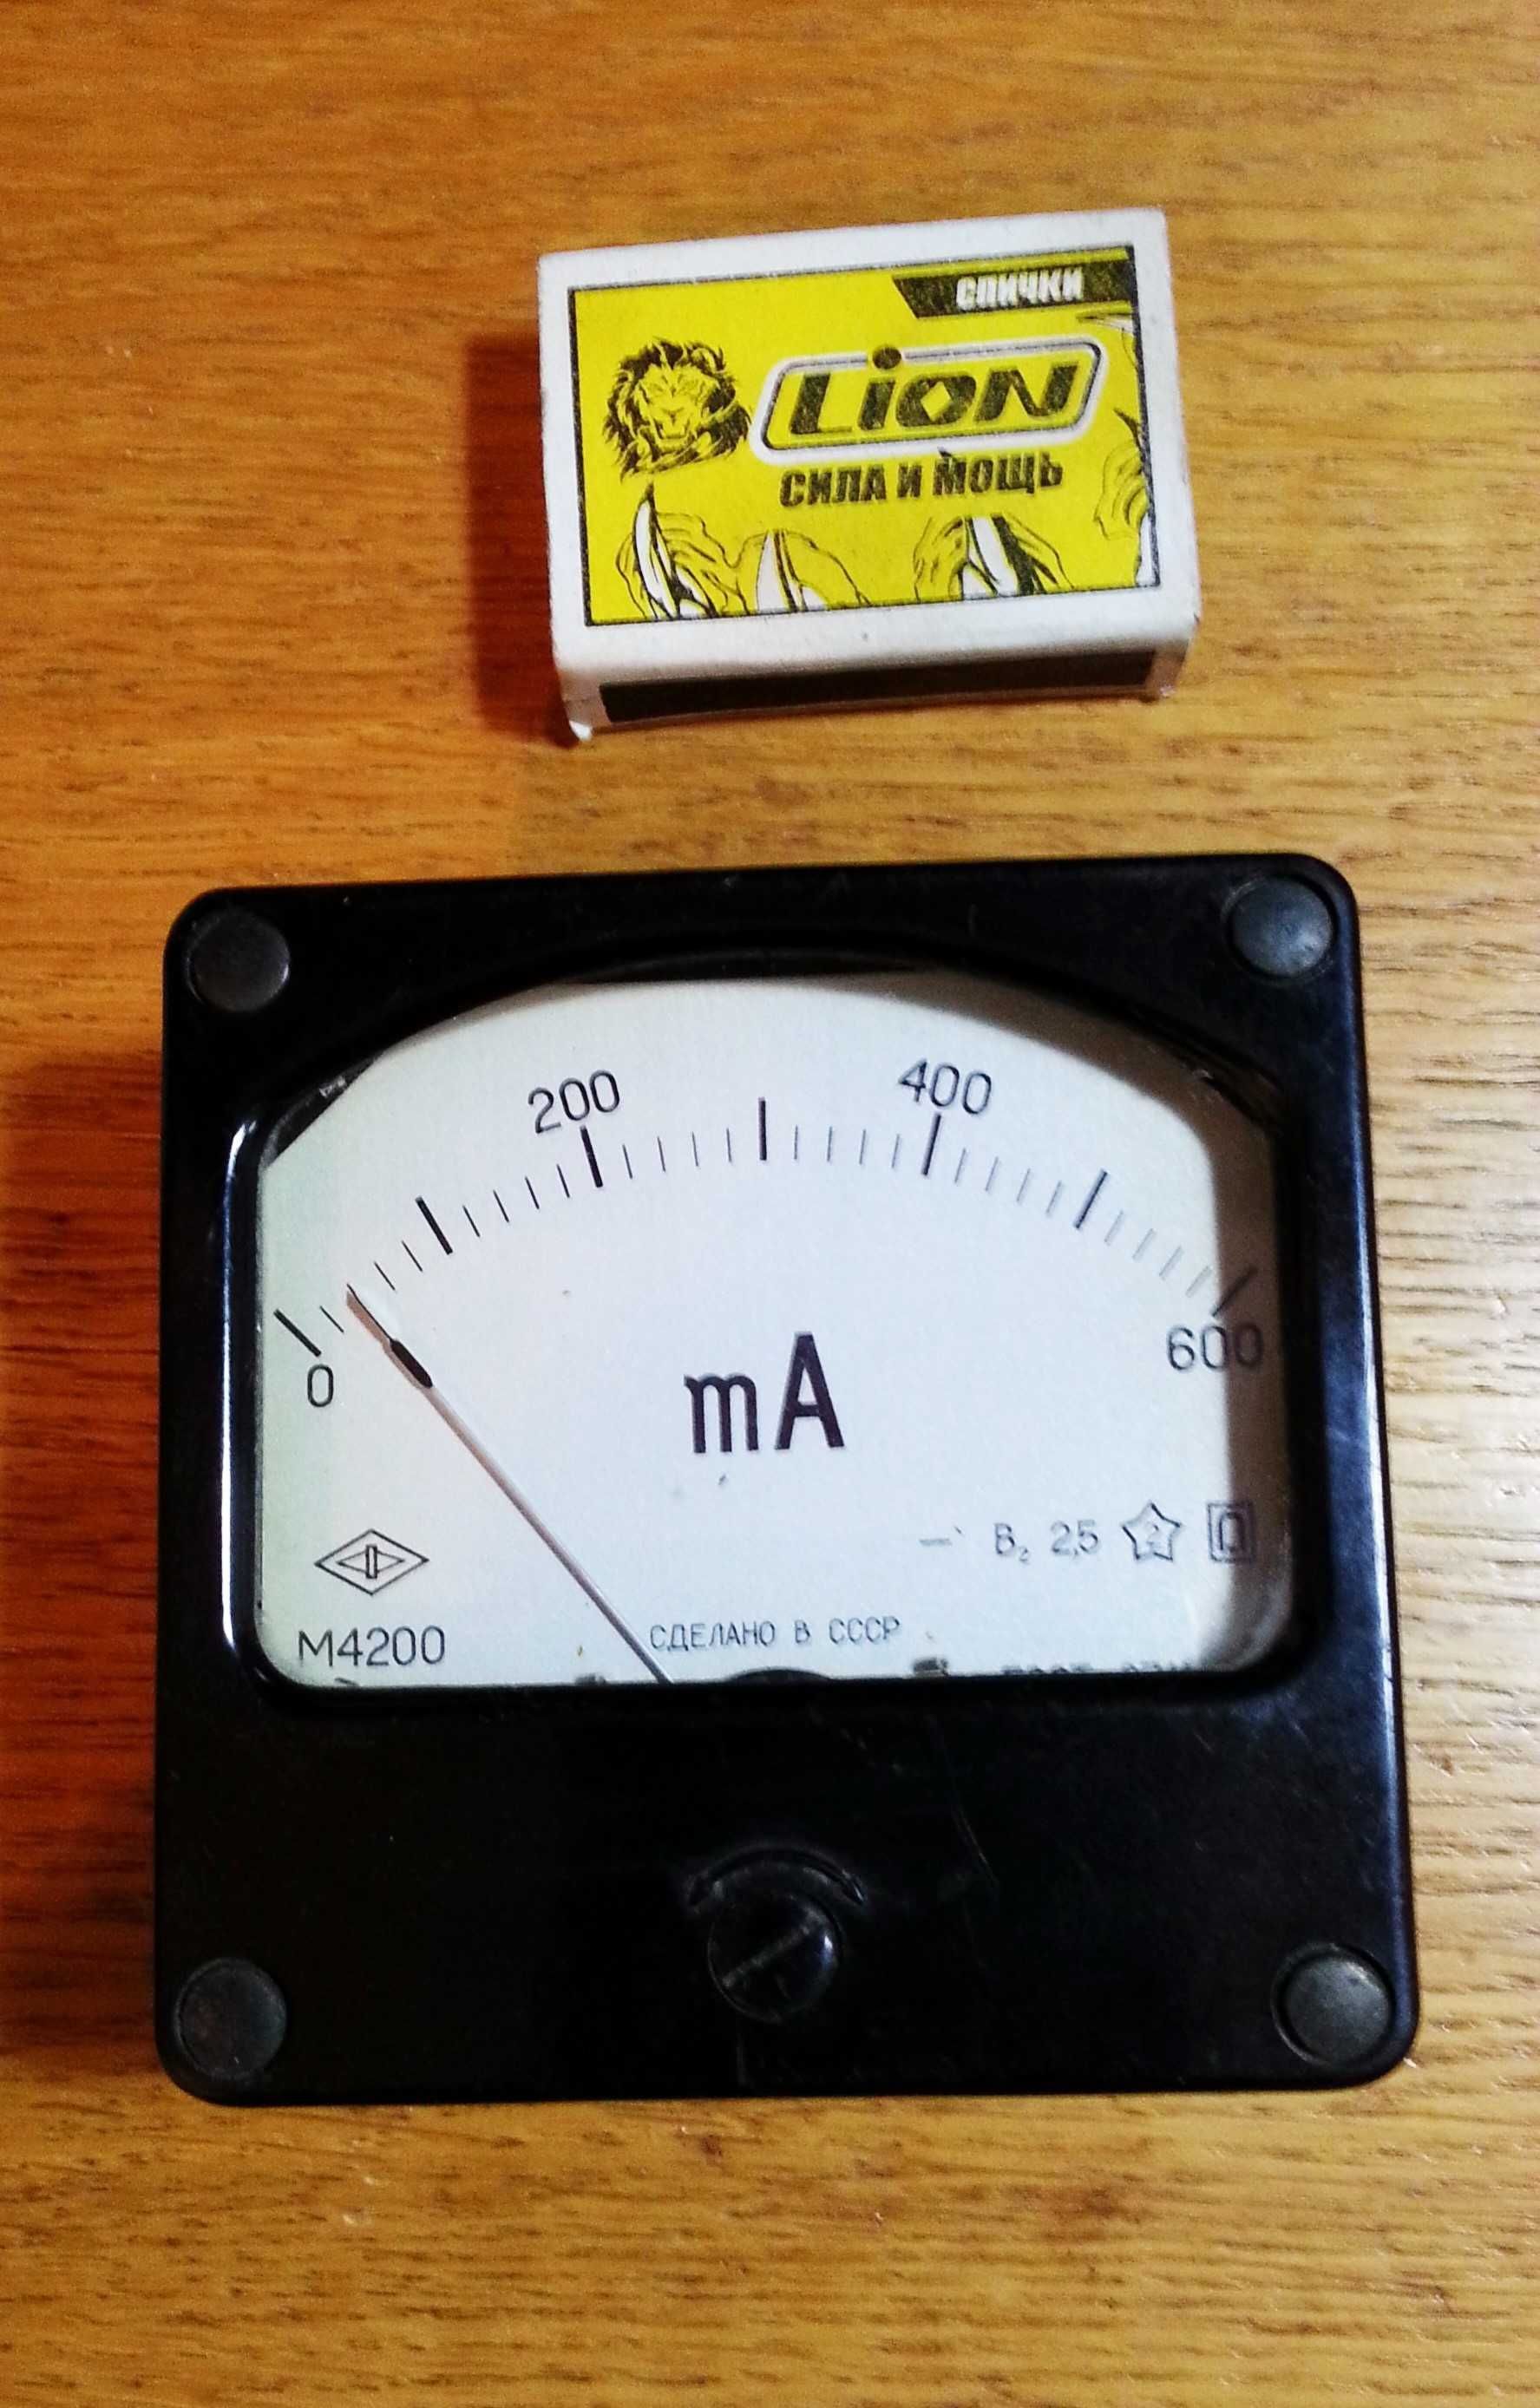 СПИЧКИ
LiON
СИЛА И МОЩЬ
200 400
0 600
mA
– B₂ 2,5 2
M4200
СДЕЛАНО В СССР